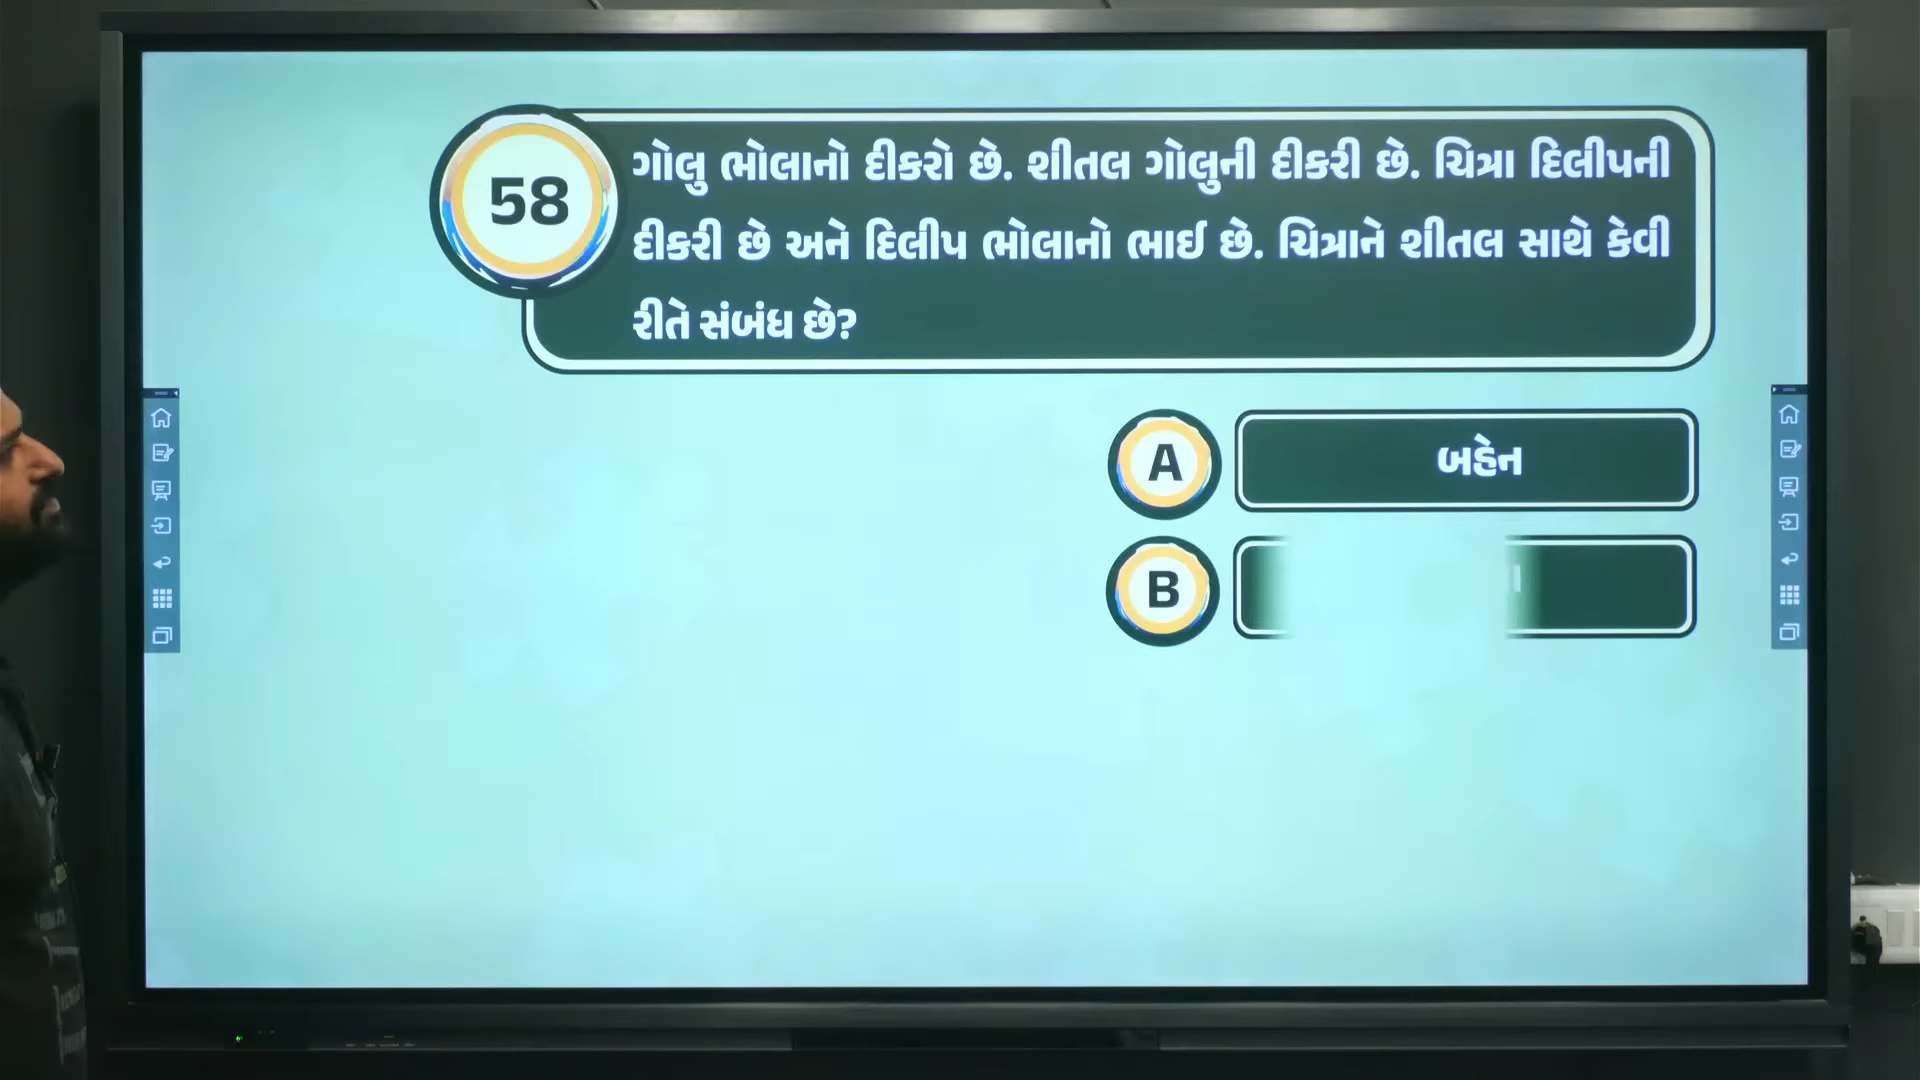 58
ગોલુ ભોલાનો દીકરો છે. શીતલ ગોલુની દીકરી છે. ચિત્રા દિલીપની
દીકરી છે અને દિલીપ ભોલાનો ભાઈ છે. ચિત્રાને શીતલ સાથે કેવી
રીતે સંબંધ છે?
A બહેન
B